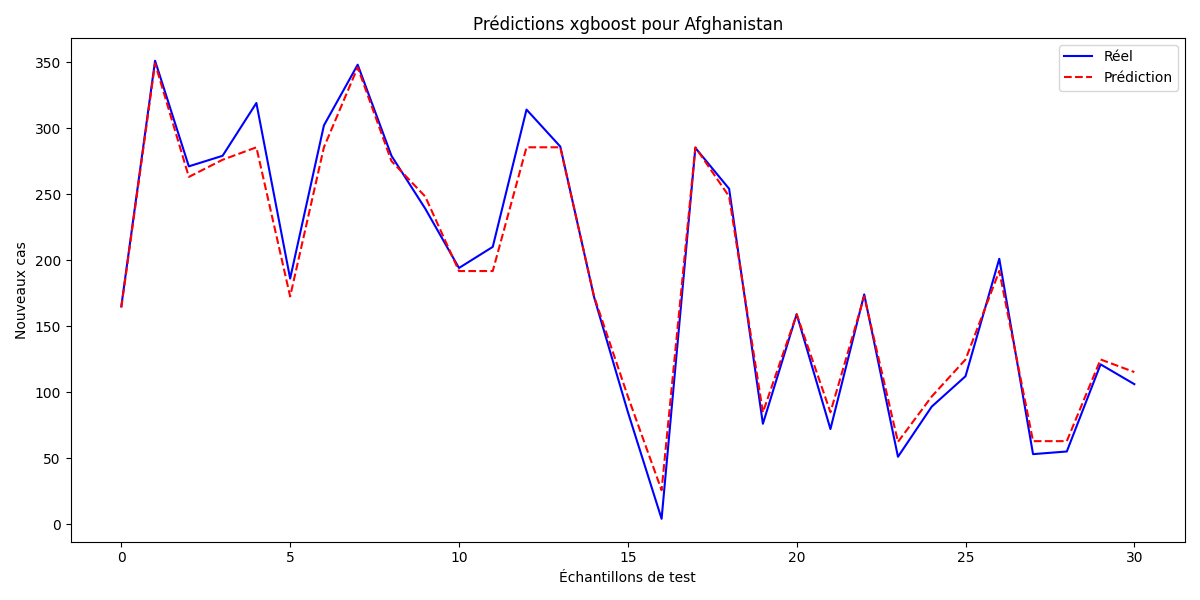 Prédictions xgboost pour Afghanistan
Réel
Prédiction
Nouveaux cas
350
300
250
200
150
100
50
0
0 5 10 15 20 25 30
Échantillons de test